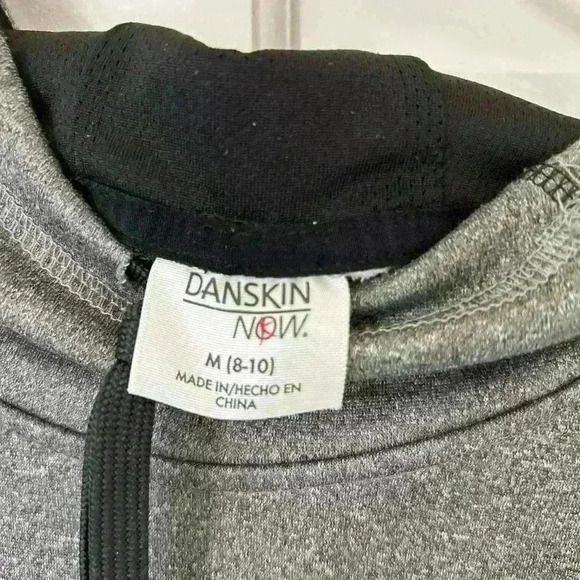 DANSKIN
NOW.
M (8-10)
MADE IN/HECHO EN
CHINA